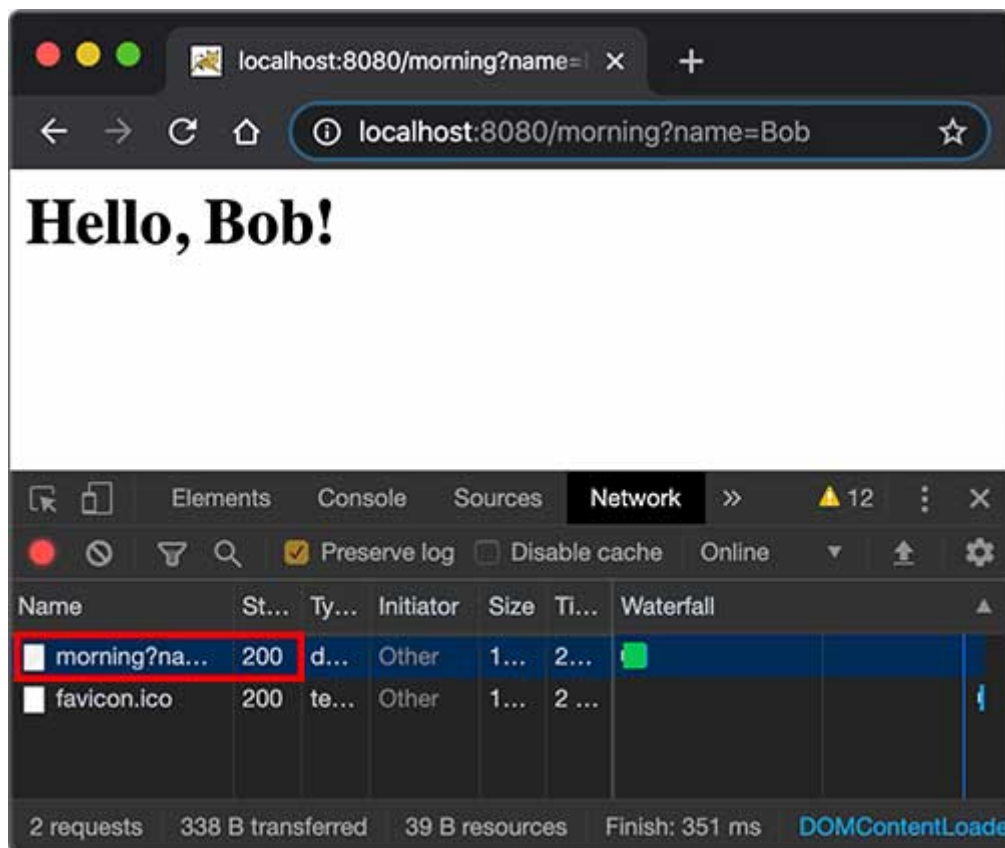 localhost:8080/morning?name=
localhost:8080/morning?name=Bob
Hello, Bob!
Elements Console Sources Network » 12
Preserve log Disable cache Online
Name St... Ty... Initiator Size Ti... Waterfall
morning?na... 200 d... Other 1... 2...
favicon.ico 200 te... Other 1... 2 ...
2 requests 338 B transferred 39 B resources Finish: 351 ms DOMContentLoade